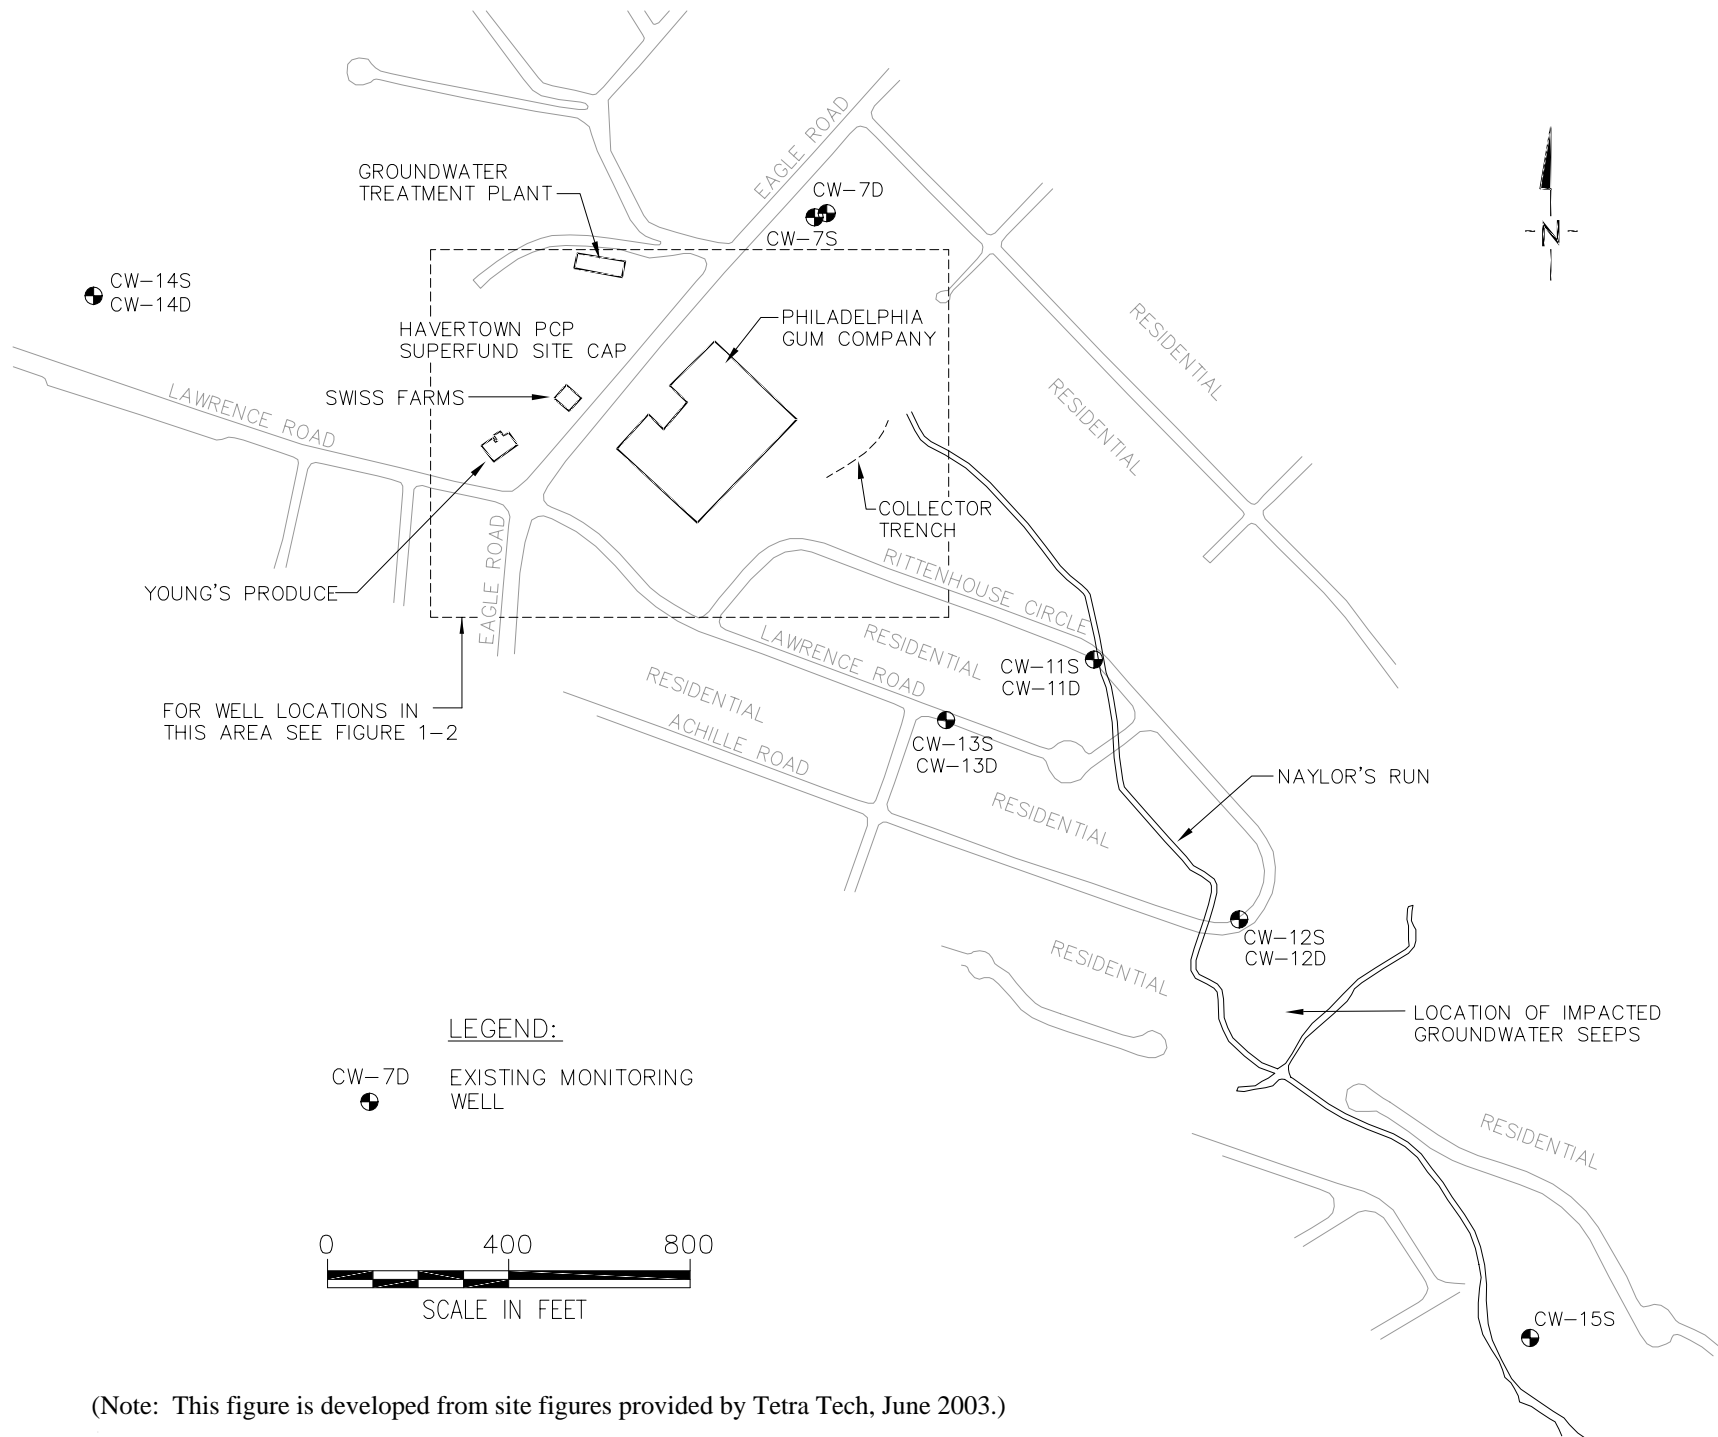 EAGLE ROAD
GROUNDWATER
TREATMENT PLANT
CW-7D
CW-7S
N
CW-14S
CW-14D
HAVERTOWN PCP
SUPERFUND SITE CAP
PHILADELPHIA
GUM COMPANY
RESIDENTIAL
RESIDENTIAL
SWISS FARMS
LAWRENCE ROAD
COLLECTOR
TRENCH
EAGLE ROAD
RITTENHOUSE CIRCLE
YOUNG'S PRODUCE
LAWRENCE ROAD
RESIDENTIAL
CW-11S
CW-11D
RESIDENTIAL
ACHILLE ROAD
FOR WELL LOCATIONS IN
THIS AREA SEE FIGURE 1-2
CW-13S
CW-13D
NAYLOR'S RUN
RESIDENTIAL
CW-12S
CW-12D
RESIDENTIAL
LOCATION OF IMPACTED
GROUNDWATER SEEPS
LEGEND:
CW-7D EXISTING MONITORING
WELL
RESIDENTIAL
0 400 800
SCALE IN FEET
CW-15S
(Note: This figure is developed from site figures provided by Tetra Tech, June 2003.)